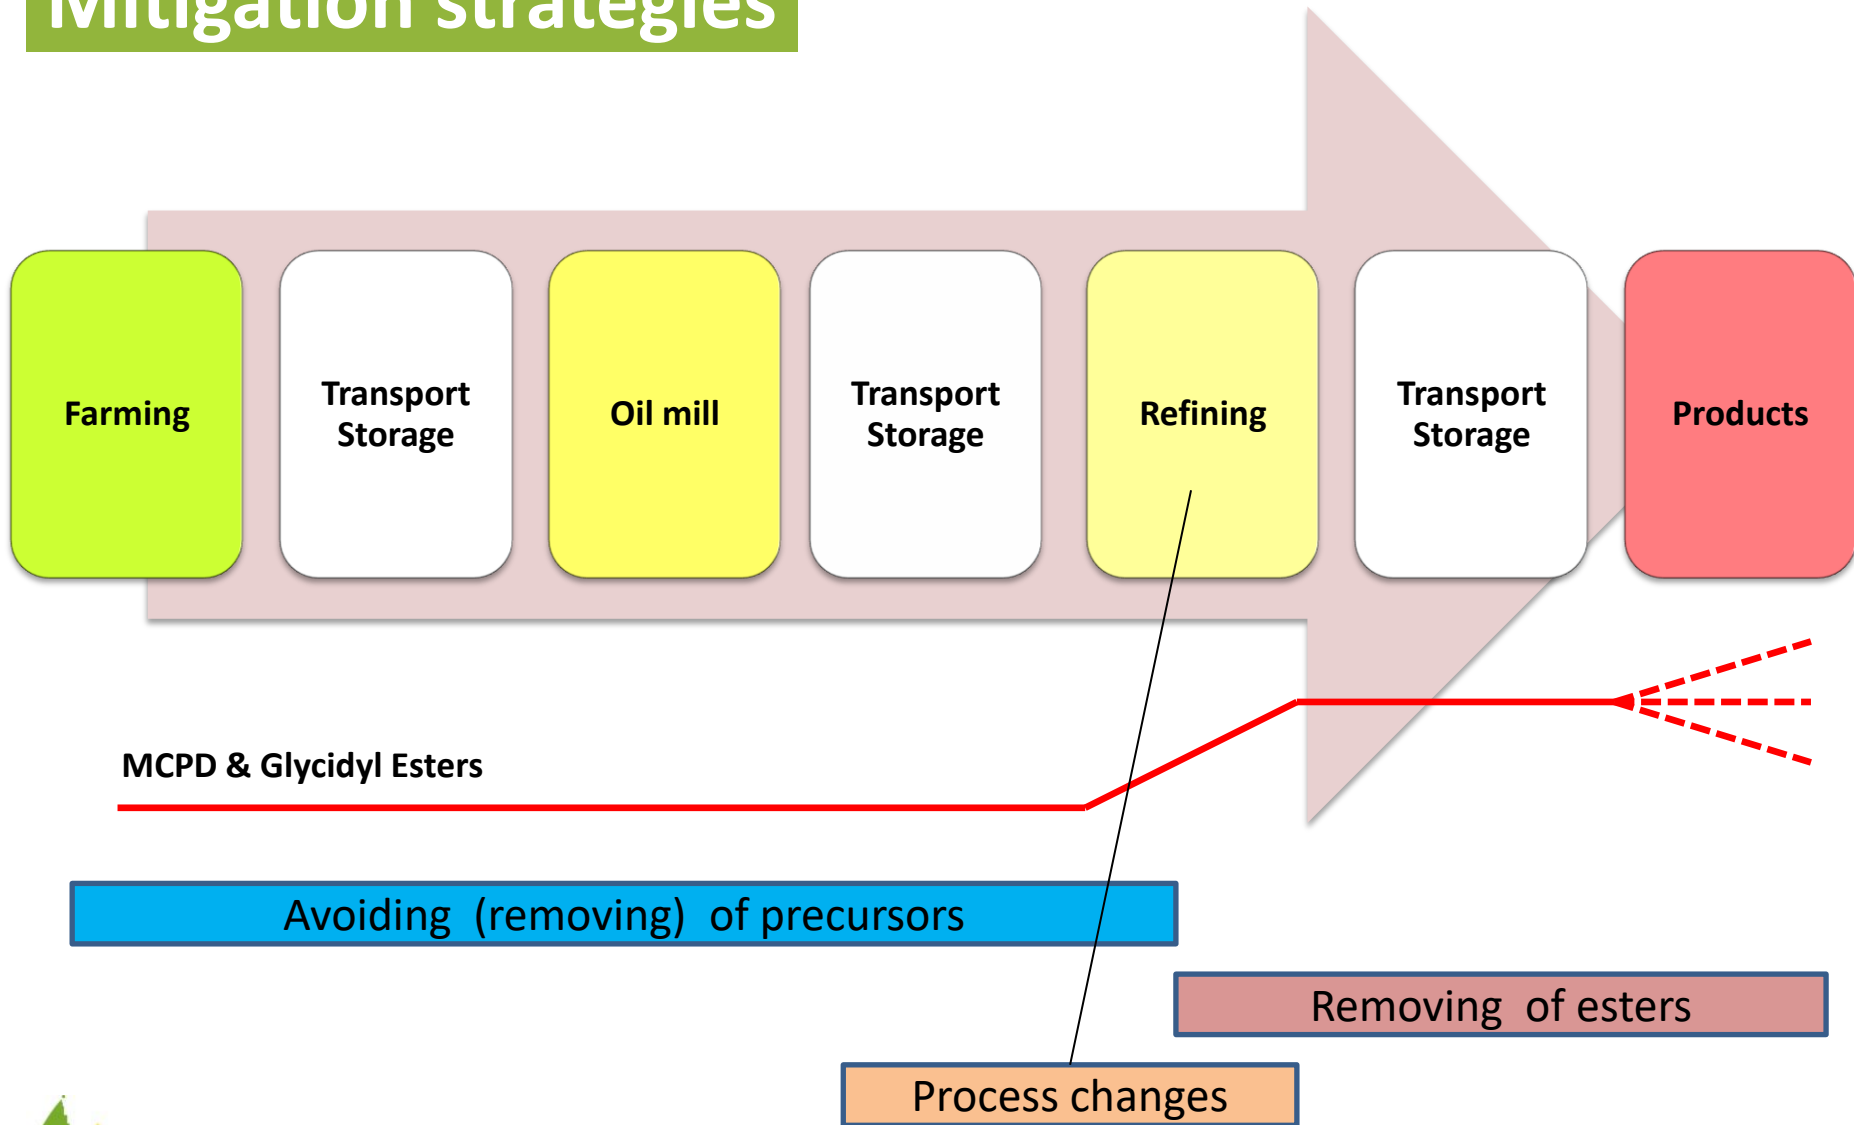 Mitigation strategies
Farming
Transport
Storage
Oil mill
Transport
Storage
Refining
Transport
Storage
Products
MCPD & Glycidyl Esters
Avoiding (removing) of precursors
Removing of esters
Process changes